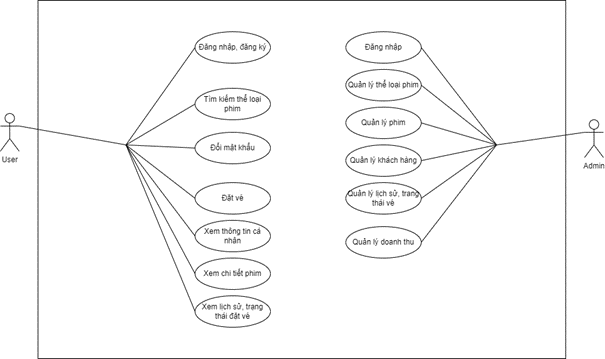 Đăng nhập, đăng ký
Tìm kiếm thể loại
phim
Đổi mật khẩu
Đặt vé
Xem thông tin cá
nhân
Xem chi tiết phim
Xem lịch sử, trạng
thái đặt vé
User
Đăng nhập
Quản lý thể loại phim
Quản lý phim
Quản lý khách hàng
Quản lý lịch sử, trạng
thái vé
Quản lý doanh thu
Admin